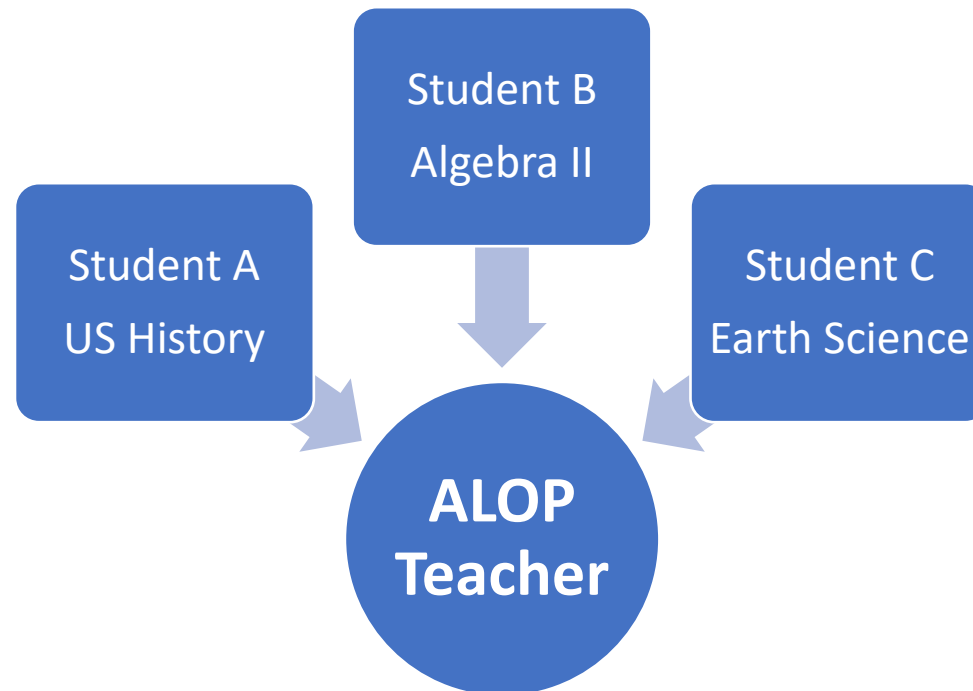 Student A
US History
Student B
Algebra II
Student C
Earth Science
ALOP
Teacher